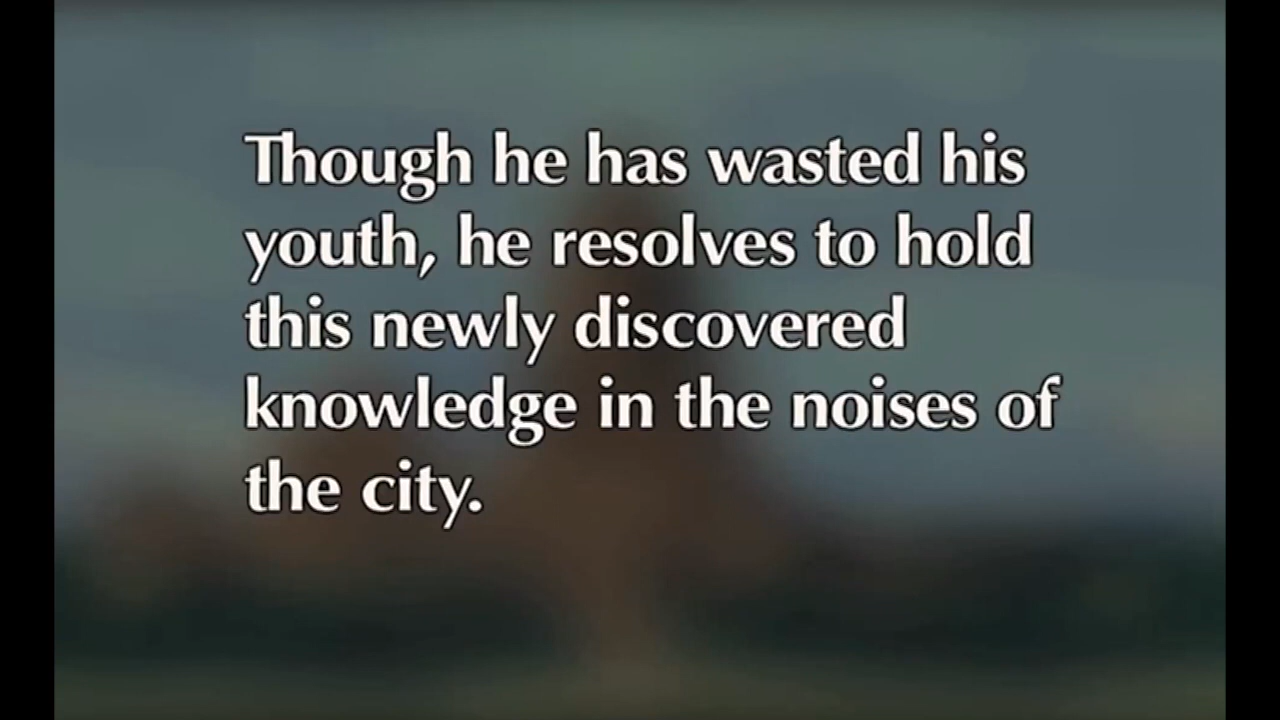 Though he has wasted his
youth, he resolves to hold
this newly discovered
knowledge in the noises of
the city.